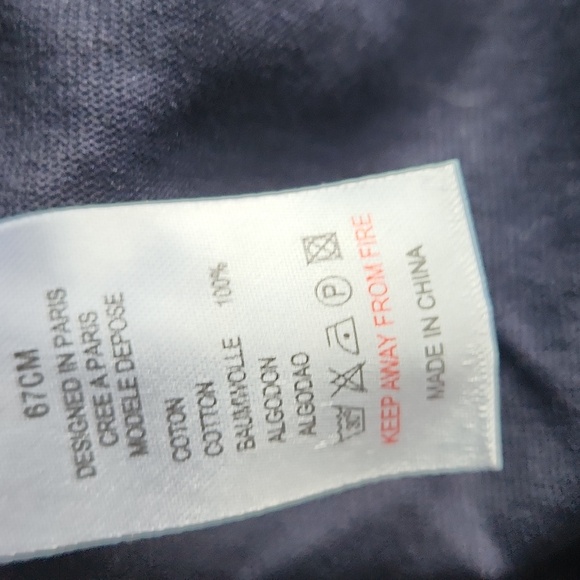 67CM
DESIGNED IN PARIS
CREE A PARIS
MODELE DEPOSE
COTON
COTTON
BAUMWOLLE 100%
ALGODON
ALGODAO
30° P
KEEP AWAY FROM FIRE
MADE IN CHINA